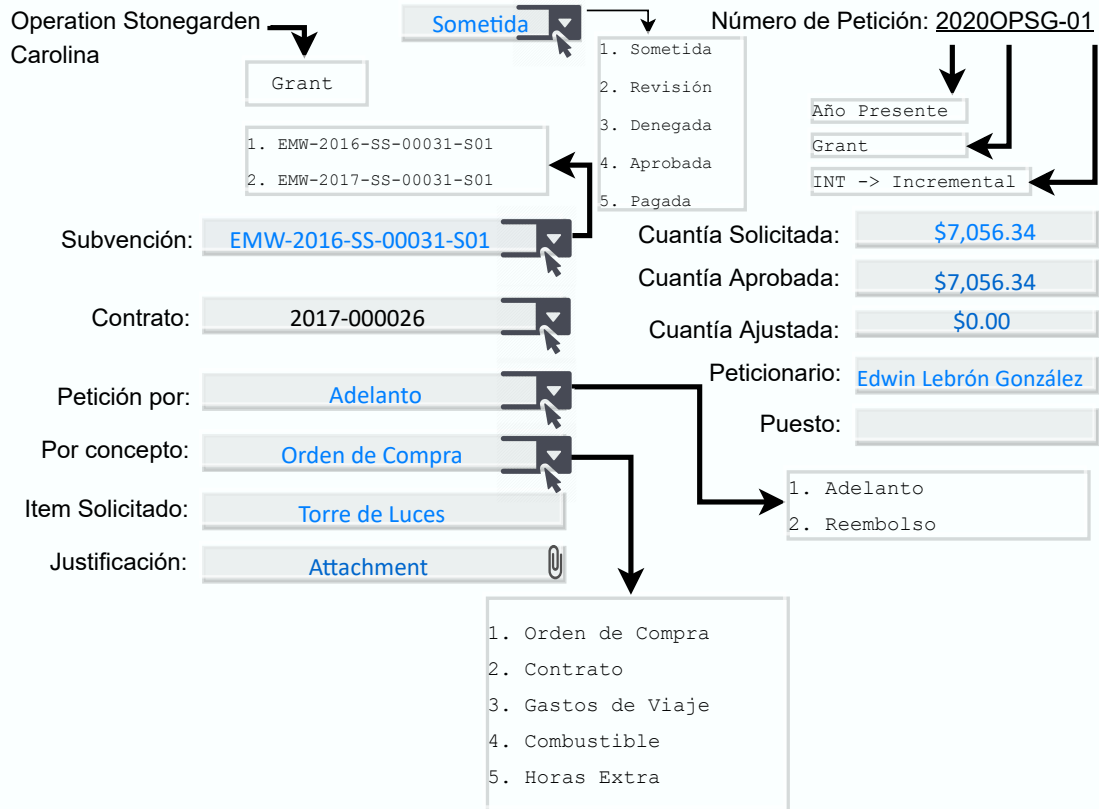 Operation Stonegarden
Carolina
Grant
Sometida
1. Sometida
2. Revisión
3. Denegada
4. Aprobada
5. Pagada
Número de Petición: 2020OPSG-01
Año Presente
Grant
INT -> Incremental
1. EMW-2016-SS-00031-S01
2. EMW-2017-SS-00031-S01
Subvención: EMW-2016-SS-00031-S01
Contrato: 2017-000026
Petición por: Adelanto
Por concepto: Orden de Compra
Item Solicitado: Torre de Luces
Justificación: Attachment
Cuantía Solicitada: $7,056.34
Cuantía Aprobada: $7,056.34
Cuantía Ajustada: $0.00
Peticionario: Edwin Lebrón González
Puesto:
1. Adelanto
2. Reembolso
1. Orden de Compra
2. Contrato
3. Gastos de Viaje
4. Combustible
5. Horas Extra